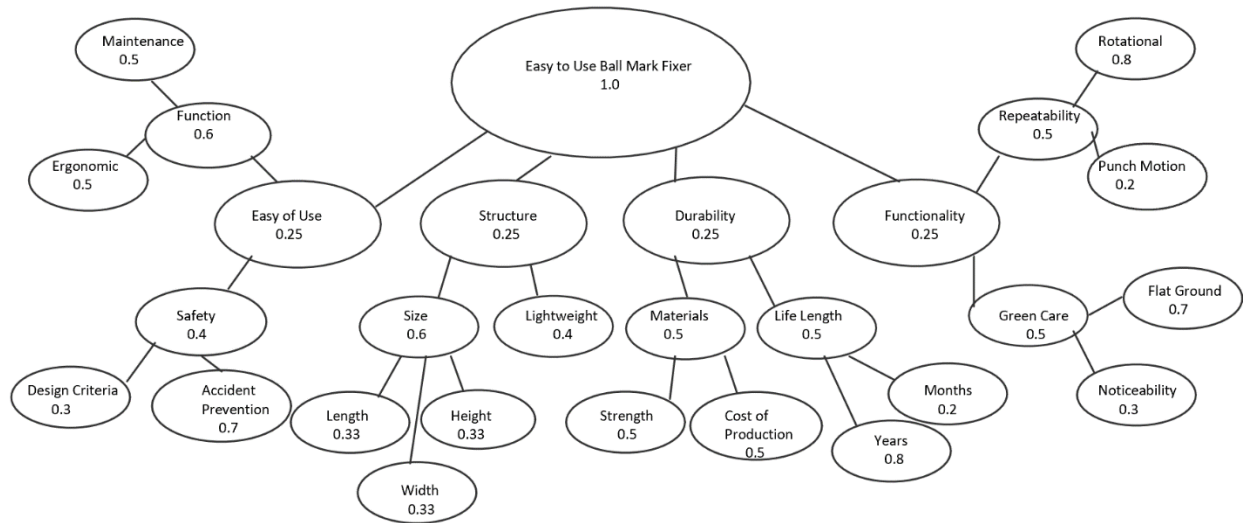 Easy to Use Ball Mark Fixer
1.0
Easy of Use
0.25
Function
0.6
Maintenance
0.5
Ergonomic
0.5
Safety
0.4
Design Criteria
0.3
Accident
Prevention
0.7
Structure
0.25
Size
0.6
Length
0.33
Width
0.33
Height
0.33
Lightweight
0.4
Durability
0.25
Materials
0.5
Strength
0.5
Cost of
Production
0.5
Life Length
0.5
Years
0.8
Months
0.2
Functionality
0.25
Repeatability
0.5
Rotational
0.8
Punch Motion
0.2
Green Care
0.5
Flat Ground
0.7
Noticeability
0.3